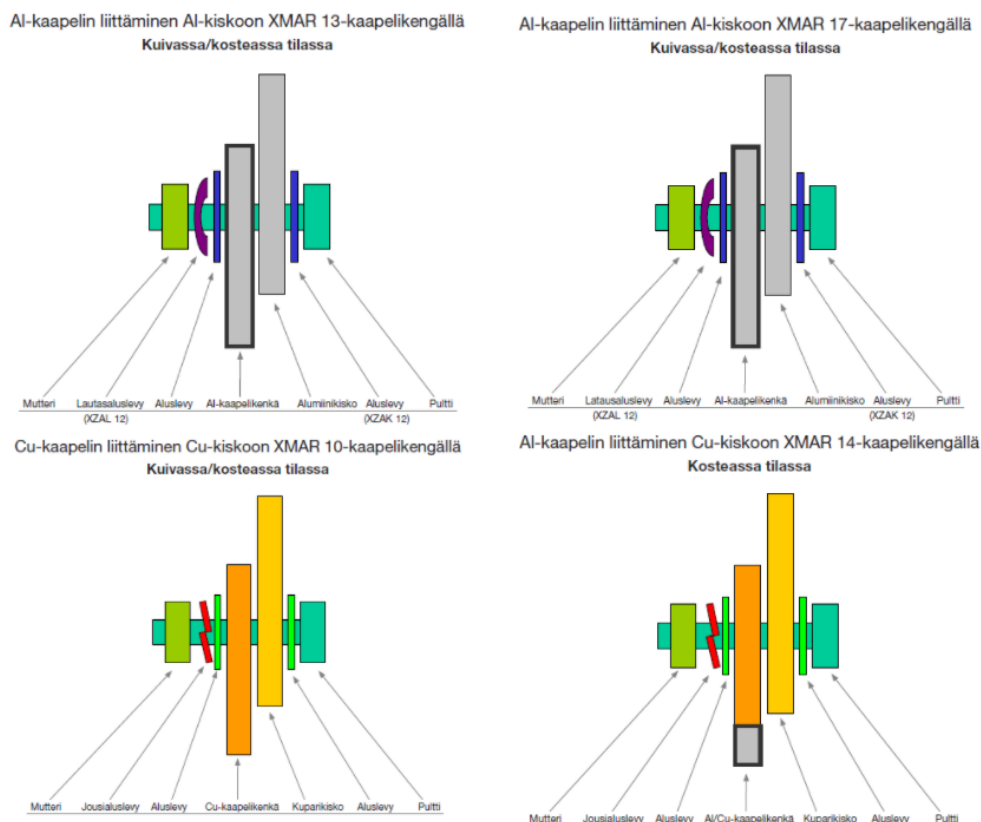 Al-kaapelin liittäminen Al-kiskoon XMAR 13-kaapelikengällä
Kuivassa/kosteassa tilassa
Mutteri Lautasaluslevy Aluslevy Al-kaapelikenkä Alumiinikisko Aluslevy Pultti
(XZAL 12) (XZAK 12)
Al-kaapelin liittäminen Al-kiskoon XMAR 17-kaapelikengällä
Kuivassa/kosteassa tilassa
Mutteri Latausaluslevy Aluslevy Al-kaapelikenkä Alumiinikisko Aluslevy Pultti
(XZAL 12) (XZAK 12)
Cu-kaapelin liittäminen Cu-kiskoon XMAR 10-kaapelikengällä
Kuivassa/kosteassa tilassa
Mutteri Jousialuslevy Aluslevy Cu-kaapelikenkä Kuparikisko Aluslevy Pultti
Al-kaapelin liittäminen Cu-kiskoon XMAR 14-kaapelikengällä
Kosteassa tilassa
Mutteri Jousialuslevy Aluslevy Al/Cu-kaapelikenkä Kuparikisko Aluslevy Pultti